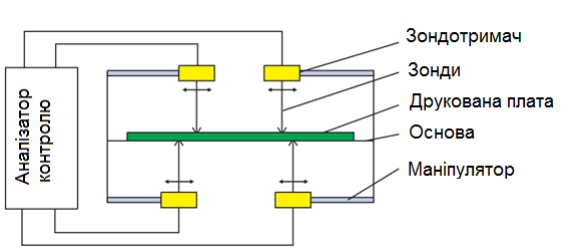 Аналізатор
контролю
Зондотримач
Зонди
Друкована плата
Основа
Маніпулятор